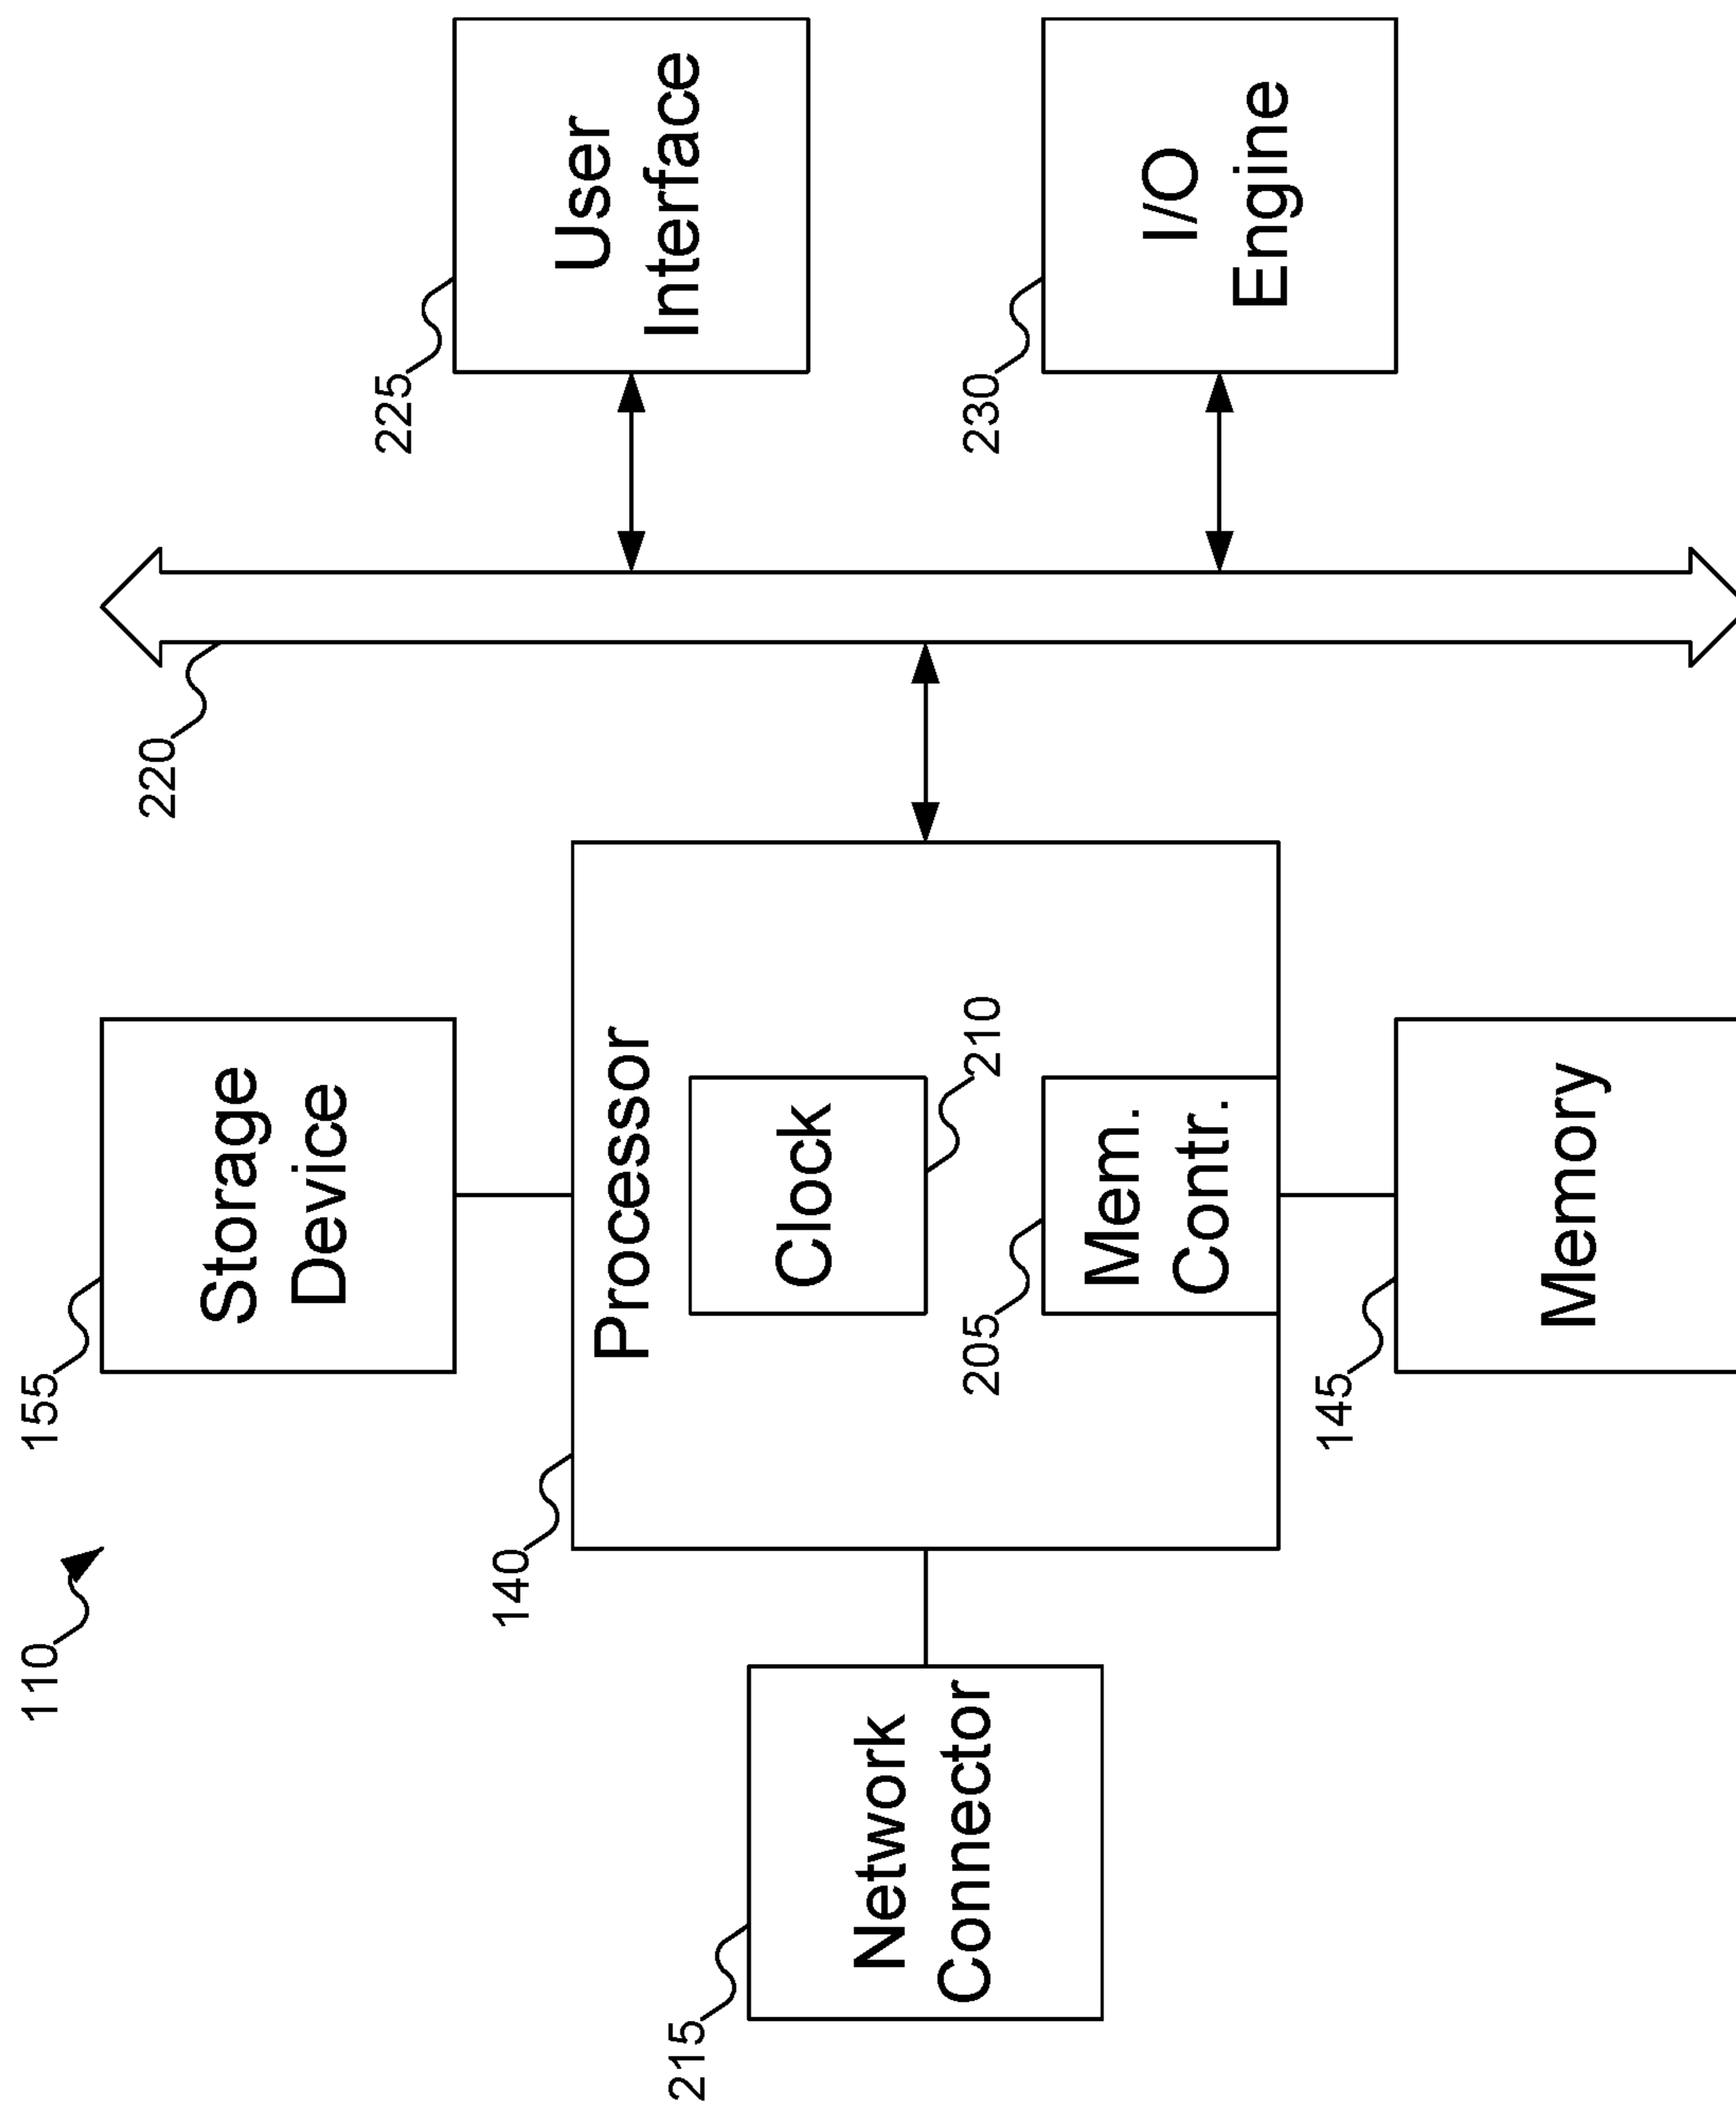 110
155
Storage
Device
220
140
Processor
225
User
Interface
215
Network
Connector
Clock
210
205
Mem.
Contr.
230
I/O
Engine
145
Memory